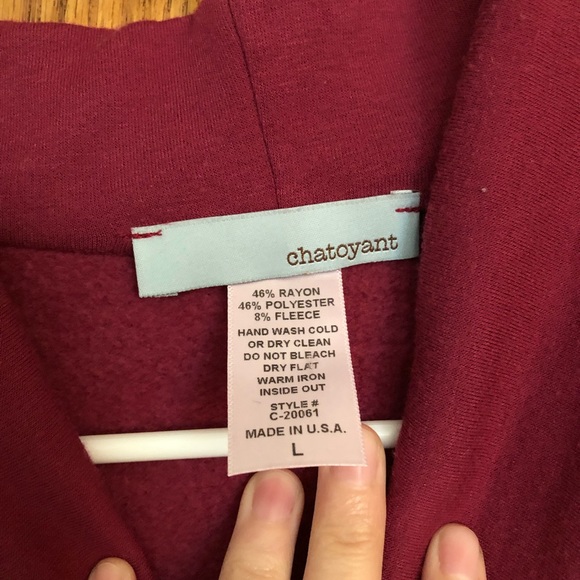 chatoyant
46% RAYON
46% POLYESTER
8% FLEECE
HAND WASH COLD
OR DRY CLEAN
DO NOT BLEACH
DRY FLAT
WARM IRON
INSIDE OUT
STYLE #
C-20061
MADE IN U.S.A.
L